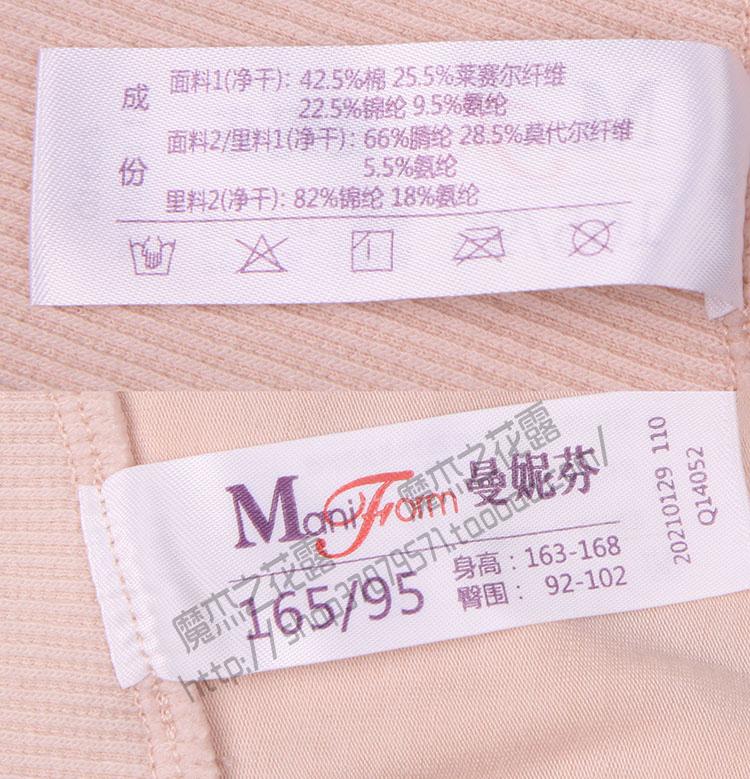 成份
面料1(净干)：42.5%棉 25.5%莱赛尔纤维
22.5%锦纶 9.5%氨纶
面料2/里料1(净干)：66%腈纶 28.5%莫代尔纤维
5.5%氨纶
里料2(净干)：82%锦纶 18%氨纶
ManiForm 曼妮芬
165/95
身高：163-168
臀围： 92-102
20210129 110
Q14052
魔杰之花露